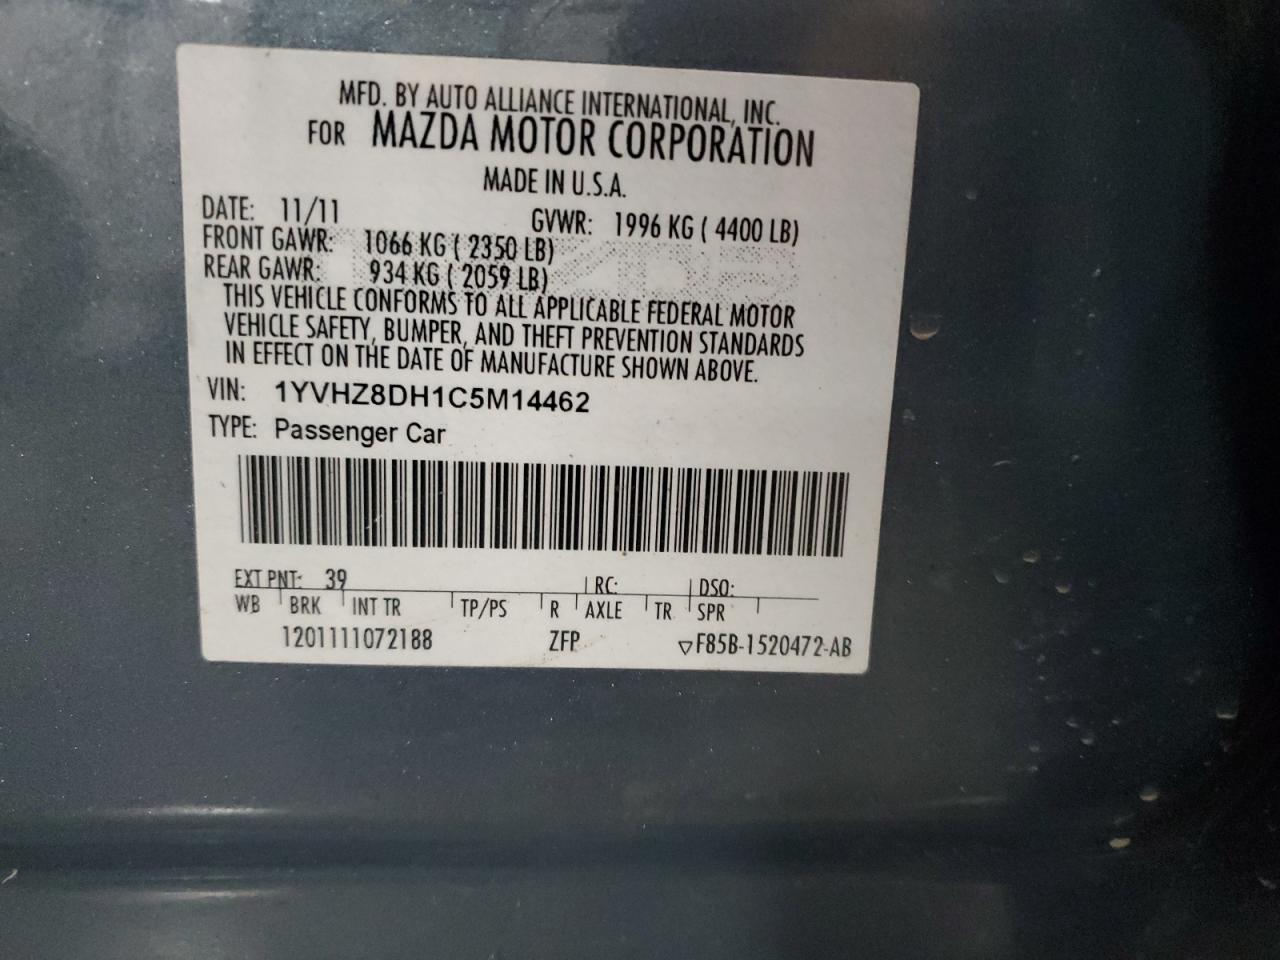 MFD. BY AUTO ALLIANCE INTERNATIONAL, INC.
FOR MAZDA MOTOR CORPORATION
MADE IN U.S.A.
DATE: 11/11 GVWR: 1996 KG ( 4400 LB)
FRONT GAWR: 1066 KG ( 2350 LB)
REAR GAWR: 934 KG ( 2059 LB)
THIS VEHICLE CONFORMS TO ALL APPLICABLE FEDERAL MOTOR
VEHICLE SAFETY, BUMPER, AND THEFT PREVENTION STANDARDS
IN EFFECT ON THE DATE OF MANUFACTURE SHOWN ABOVE.
VIN: 1YVHZ8DH1C5M14462
TYPE: Passenger Car
EXT PNT: 39 RC: DSO:
WB BRK INT TR TP/PS R AXLE TR SPR
1201111072188 ZFP ▽F85B-1520472-AB